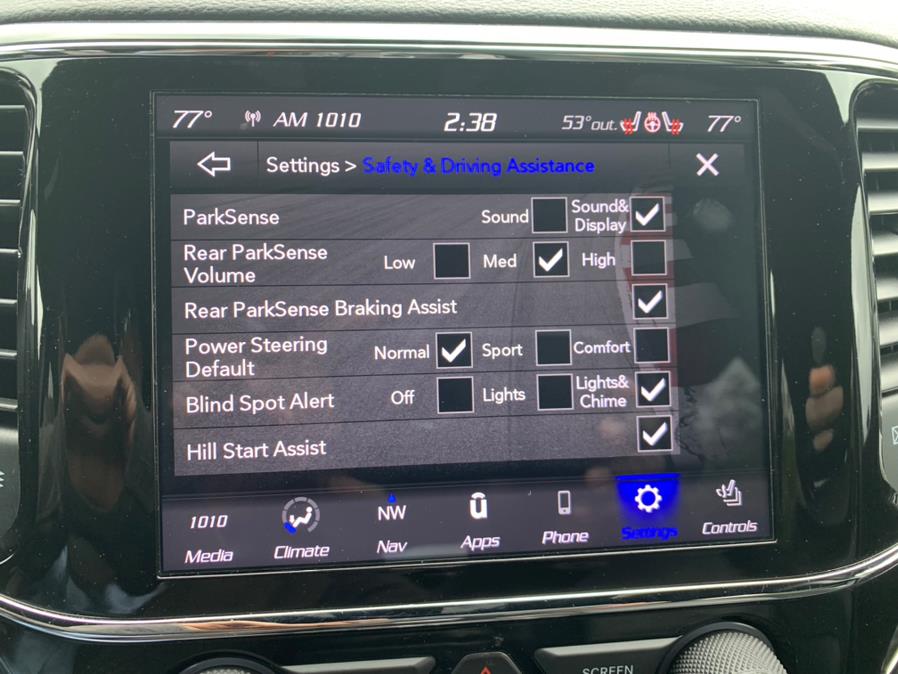 77° AM 1010 2:38 53°out. 77°
Settings > Safety & Driving Assistance
ParkSense Sound Sound&
Display
Rear ParkSense
Volume Low Med High
Rear ParkSense Braking Assist
Power Steering
Default Normal Sport Comfort
Blind Spot Alert Off Lights Lights&
Chime
Hill Start Assist
1010 NW
Media Climate Nav Apps Phone Settings Controls
SCREEN